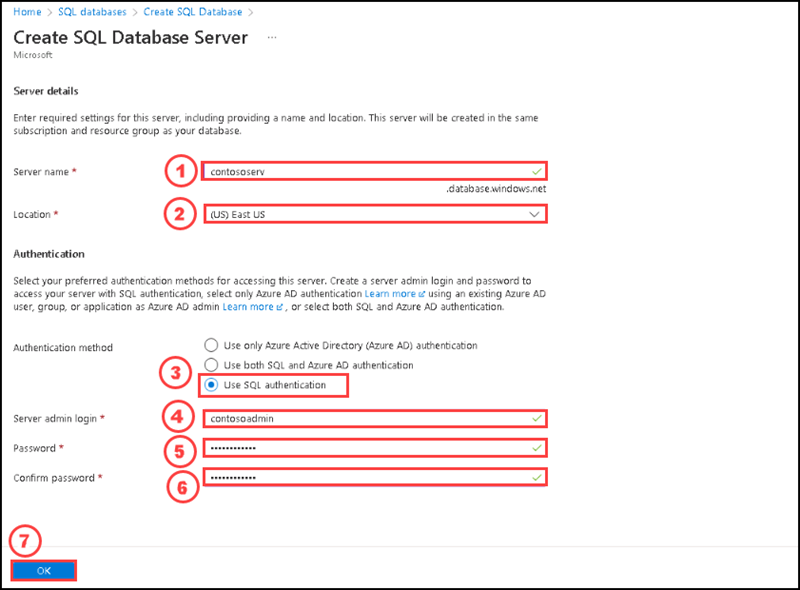 Home > SQL databases > Create SQL Database >
Create SQL Database Server ...
Microsoft
Server details
Enter required settings for this server, including providing a name and location. This server will be created in the same
subscription and resource group as your database.
Server name * 1 contososerv
.database.windows.net
Location * 2 (US) East US
Authentication
Select your preferred authentication methods for accessing this server. Create a server admin login and password to
access your server with SQL authentication, select only Azure AD authentication Learn more using an existing Azure AD
user, group, or application as Azure AD admin Learn more , or select both SQL and Azure AD authentication.
Authentication method Use only Azure Active Directory (Azure AD) authentication
Use both SQL and Azure AD authentication
3 Use SQL authentication
Server admin login * 4 contosoadmin
Password * 5 ••••••••••••
Confirm password * 6 ••••••••••••
7
OK